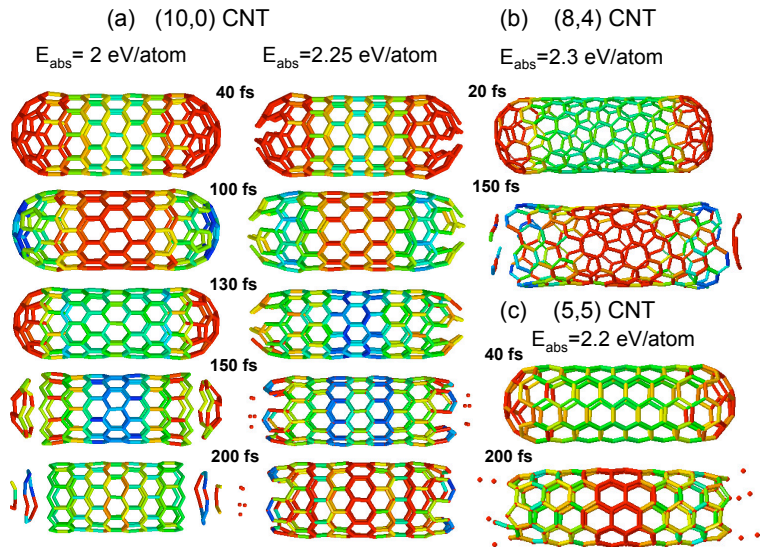 (a) (10,0) CNT
E_abs= 2 eV/atom
E_abs=2.25 eV/atom
40 fs
100 fs
130 fs
150 fs
200 fs
(b) (8,4) CNT
E_abs=2.3 eV/atom
20 fs
150 fs
(c) (5,5) CNT
E_abs=2.2 eV/atom
40 fs
200 fs